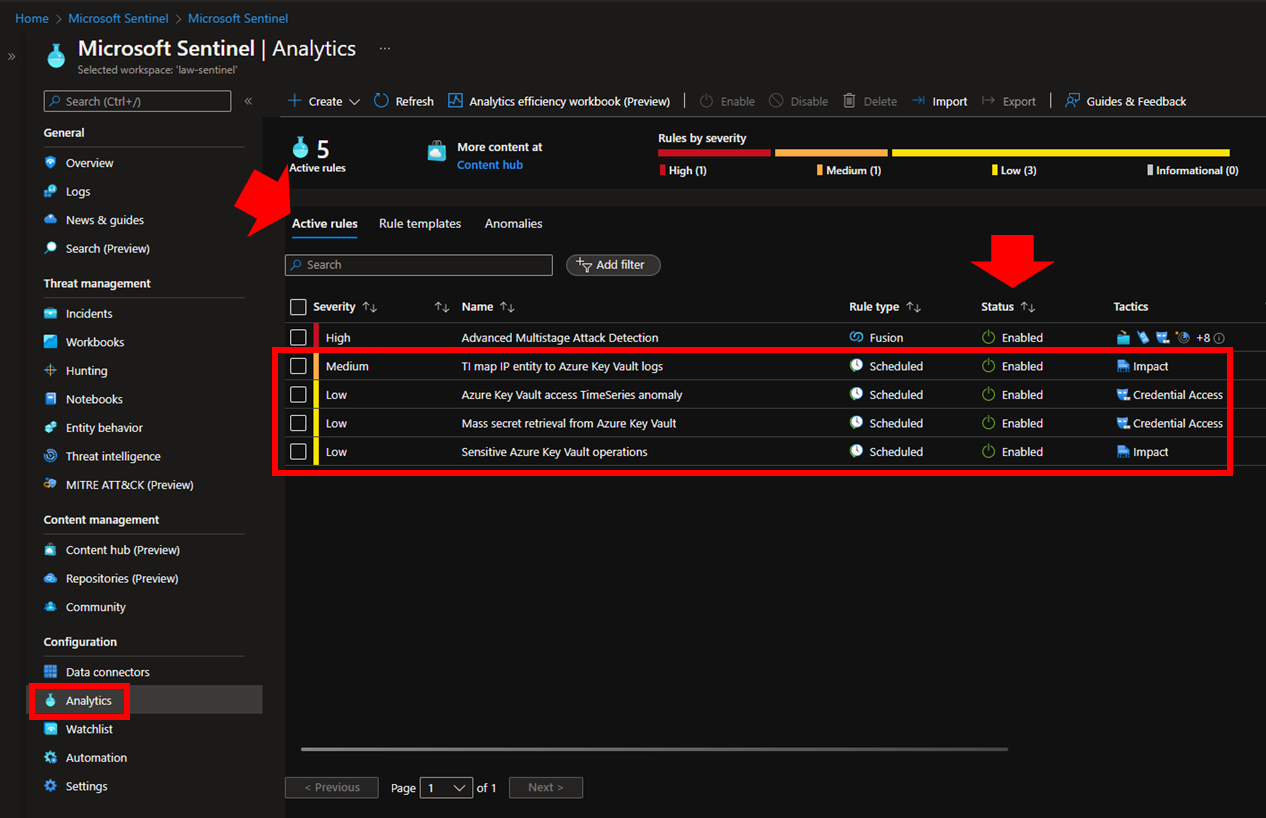 Home > Microsoft Sentinel > Microsoft Sentinel
»
Microsoft Sentinel | Analytics ...
Selected workspace: 'law-sentinel'
Search (Ctrl+/) «
General
Overview
Logs
News & guides
Search (Preview)
Threat management
Incidents
Workbooks
Hunting
Notebooks
Entity behavior
Threat intelligence
MITRE ATT&CK (Preview)
Content management
Content hub (Preview)
Repositories (Preview)
Community
Configuration
Data connectors
Analytics
Watchlist
Automation
Settings
Create Refresh Analytics efficiency workbook (Preview) Enable Disable Delete Import Export Guides & Feedback
5
Active rules
More content at
Content hub
Rules by severity
High (1) Medium (1) Low (3) Informational (0)
Active rules Rule templates Anomalies
Search Add filter
Severity Name Rule type Status Tactics
High Advanced Multistage Attack Detection Fusion Enabled +8
Medium TI map IP entity to Azure Key Vault logs Scheduled Enabled Impact
Low Azure Key Vault access TimeSeries anomaly Scheduled Enabled Credential Access
Low Mass secret retrieval from Azure Key Vault Scheduled Enabled Credential Access
Low Sensitive Azure Key Vault operations Scheduled Enabled Impact
< Previous Page 1 of 1 Next >